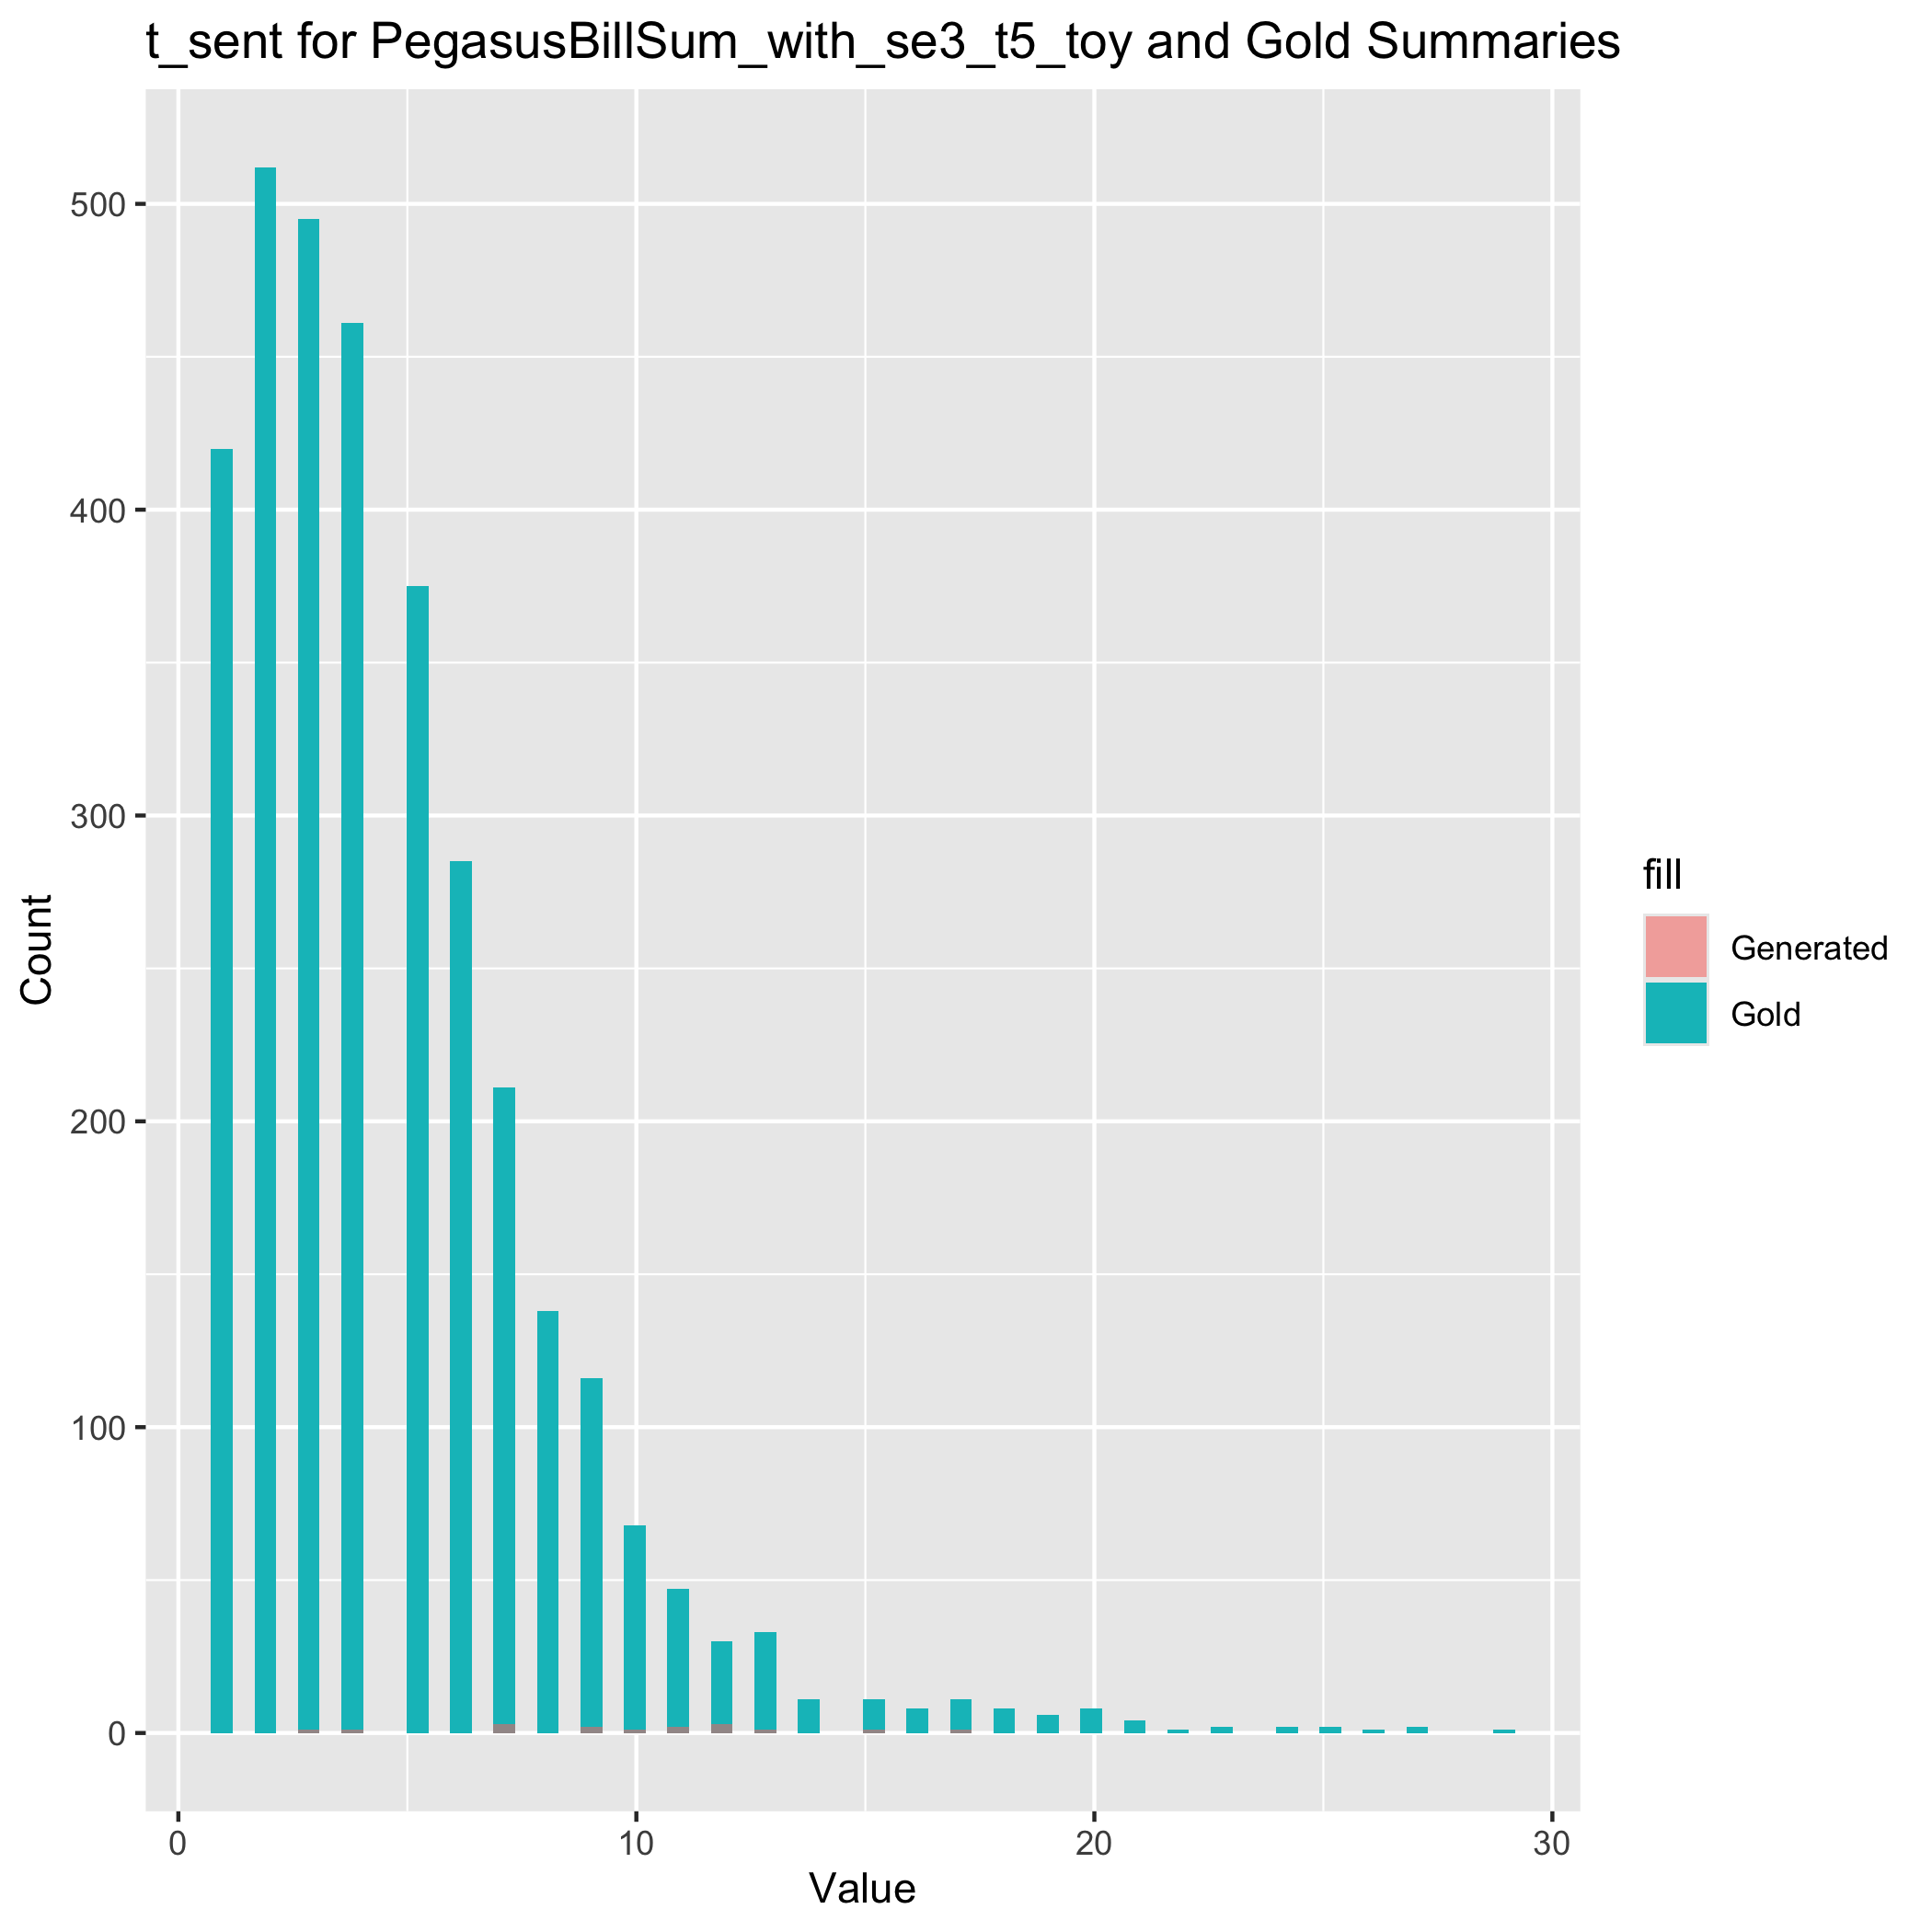 t_sent for PegasusBillSum_with_se3_t5_toy and Gold Summaries
500
400
300
200
100
0
Count
0 10 20 30
Value
fill
Generated
Gold